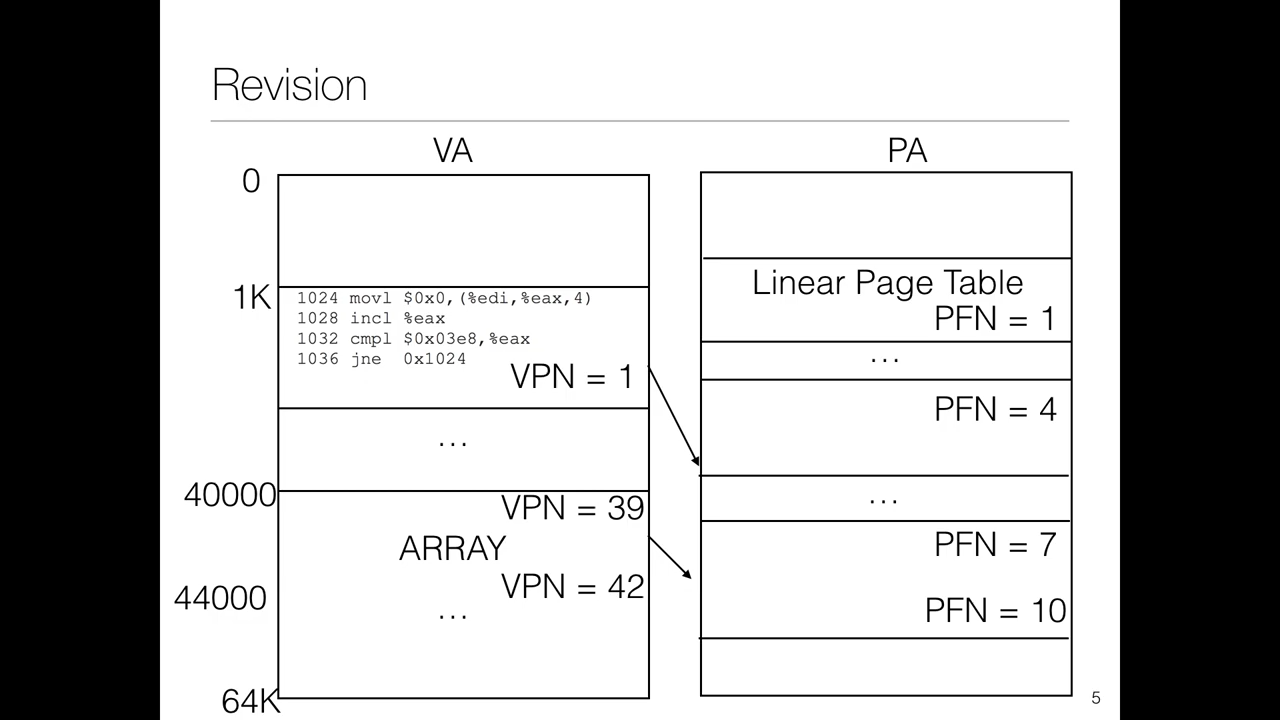 Revision
VA
PA
0
1K
1024 movl $0x0,(%edi,%eax,4)
1028 incl %eax
1032 cmpl $0x03e8,%eax
1036 jne 0x1024
VPN = 1
...
40000
VPN = 39
ARRAY
VPN = 42
44000
...
64K
Linear Page Table
PFN = 1
...
PFN = 4
...
PFN = 7
PFN = 10
5